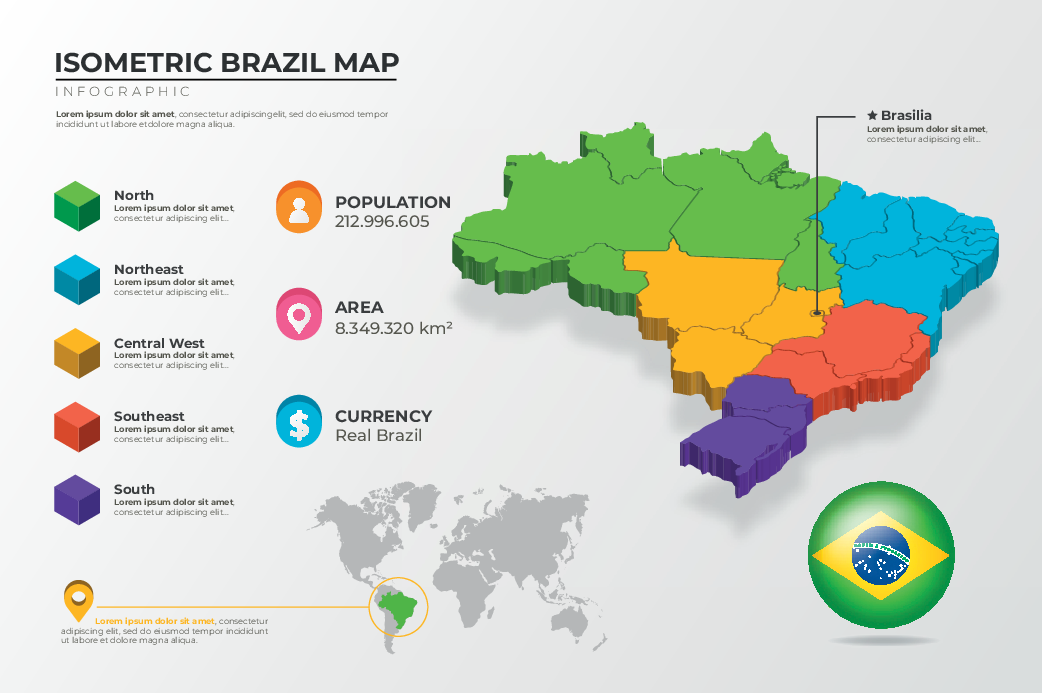 ISOMETRIC BRAZIL MAP
INFOGRAPHIC
Lorem ipsum dolor sit amet, consectetur adipiscingelit, sed do eiusmod tempor
incididunt ut labore etdolore magna aliqua.
North
Lorem ipsum dolor sit amet,
consectetur adipiscing elit...
Northeast
Lorem ipsum dolor sit amet,
consectetur adipiscing elit...
Central West
Lorem ipsum dolor sit amet,
consectetur adipiscing elit...
Southeast
Lorem ipsum dolor sit amet,
consectetur adipiscing elit...
South
Lorem ipsum dolor sit amet,
consectetur adipiscing elit...
POPULATION
212.996.605
AREA
8.349.320 km²
CURRENCY
Real Brazil
Brasilia
Lorem ipsum dolor sit amet,
consectetur adipiscing elit...
Lorem ipsum dolor sit amet, consectetur
adipiscing elit, sed do eiusmod tempor incididunt
ut labore et dolore magna aliqua.